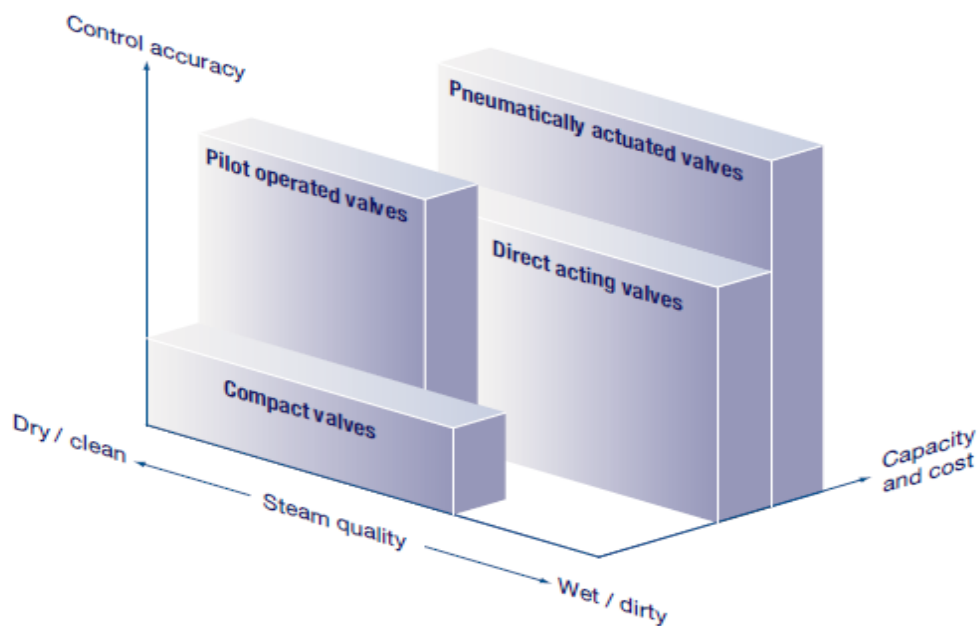 Control accuracy
Pneumatically actuated valves
Pilot operated valves
Direct acting valves
Compact valves
Dry / clean
Steam quality
Wet / dirty
Capacity
and cost